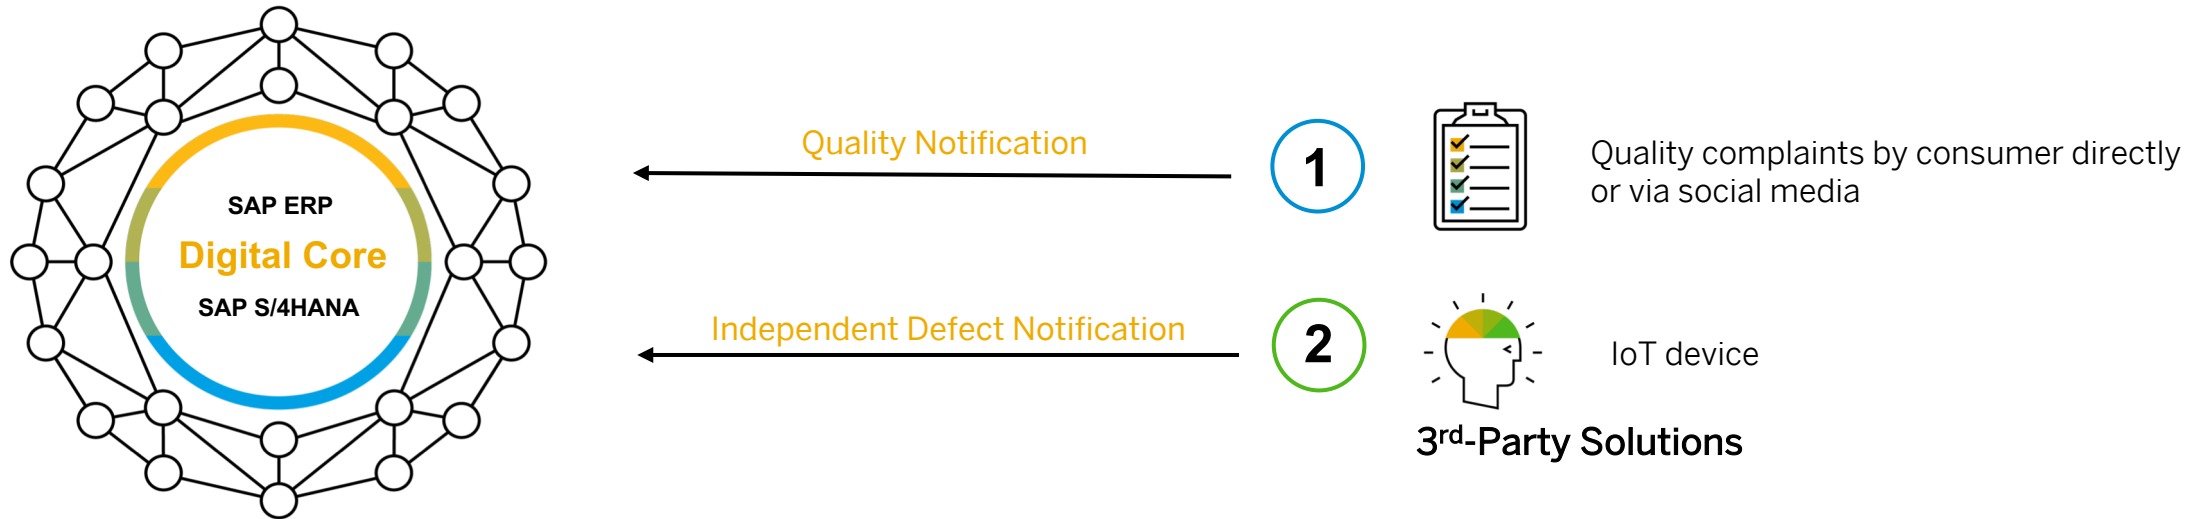 SAP ERP
Digital Core
SAP S/4HANA
Quality Notification
1
Quality complaints by consumer directly
or via social media
Independent Defect Notification
2
IoT device
3rd-Party Solutions